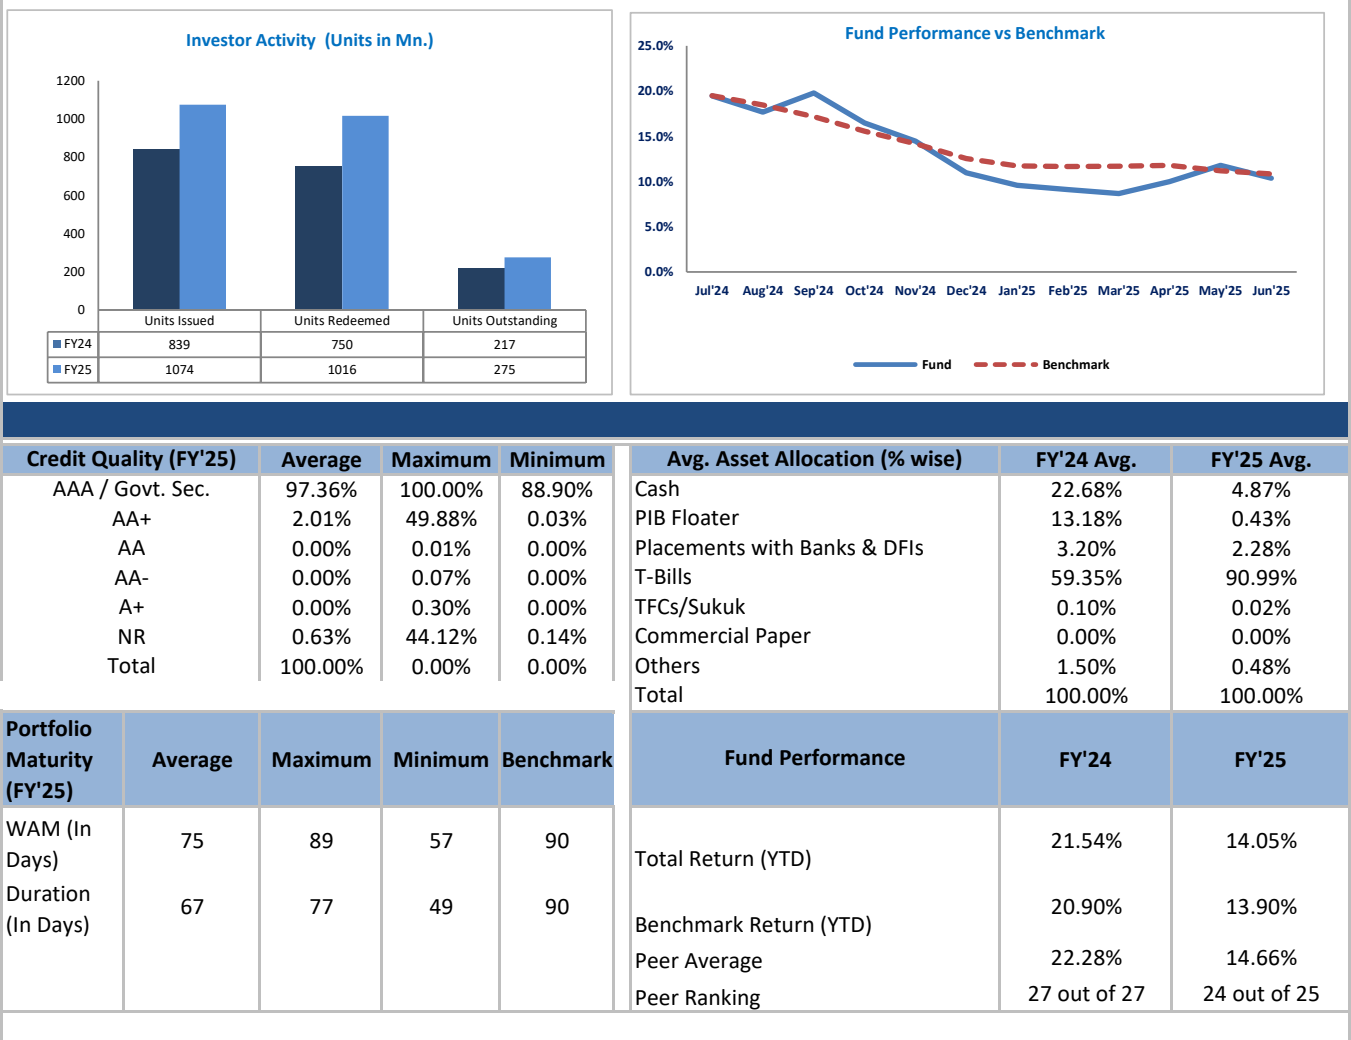 Investor Activity (Units in Mn.)
1200
1000
800
600
400
200
0
Units Issued Units Redeemed Units Outstanding
FY24 839 750 217
FY25 1074 1016 275
Fund Performance vs Benchmark
25.0%
20.0%
15.0%
10.0%
5.0%
0.0%
Jul'24 Aug'24 Sep'24 Oct'24 Nov'24 Dec'24 Jan'25 Feb'25 Mar'25 Apr'25 May'25 Jun'25
Fund Benchmark
Credit Quality (FY'25) Average Maximum Minimum
AAA / Govt. Sec. 97.36% 100.00% 88.90%
AA+ 2.01% 49.88% 0.03%
AA 0.00% 0.01% 0.00%
AA- 0.00% 0.07% 0.00%
A+ 0.00% 0.30% 0.00%
NR 0.63% 44.12% 0.14%
Total 100.00% 0.00% 0.00%
Avg. Asset Allocation (% wise) FY'24 Avg. FY'25 Avg.
Cash 22.68% 4.87%
PIB Floater 13.18% 0.43%
Placements with Banks & DFIs 3.20% 2.28%
T-Bills 59.35% 90.99%
TFCs/Sukuk 0.10% 0.02%
Commercial Paper 0.00% 0.00%
Others 1.50% 0.48%
Total 100.00% 100.00%
Portfolio
Maturity
(FY'25)
Average Maximum Minimum Benchmark
WAM (In
Days)
75 89 57 90
Duration
(In Days)
67 77 49 90
Fund Performance FY'24 FY'25
Total Return (YTD) 21.54% 14.05%
Benchmark Return (YTD) 20.90% 13.90%
Peer Average 22.28% 14.66%
Peer Ranking 27 out of 27 24 out of 25